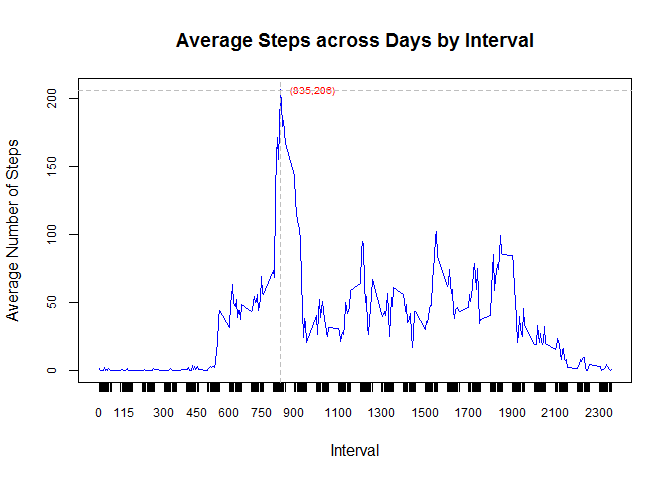 Average Steps across Days by Interval
(835,206)
Average Number of Steps
200
150
100
50
0
0 115 300 450 600 750 900 1100 1300 1500 1700 1900 2100 2300
Interval